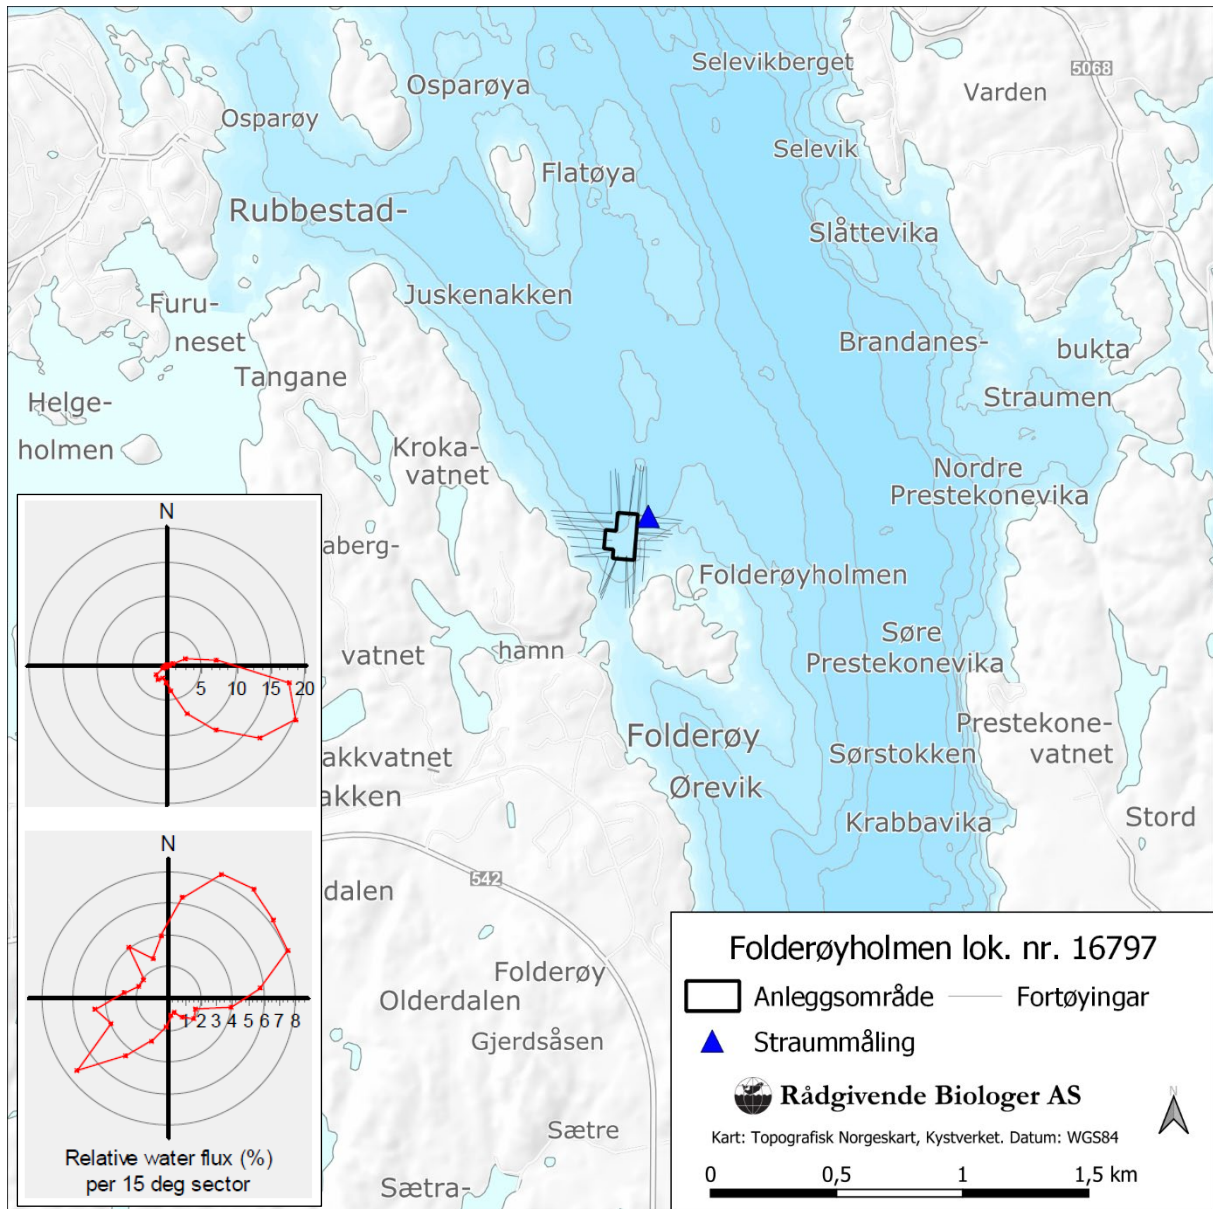 Selevikberget
5068
Osparøya
Varden
Osparøy
Selevik
Flatøya
Rubbestad-
Slåttevika
Juskenakken
Furu-
neset
Brandanes-
bukta
Tangane
Straumen
Helge-
holmen
Kroka-
vatnet
Nordre
Prestekonevika
N
5 10 15 20
aberg-
Folderøyholmen
vatnet
hamn
Søre
Prestekonevika
Folderøy
Ørevik
Prestekone-
vatnet
akkvatnet
akken
Sørstokken
Krabbavika
Stord
N
1 2 3 4 5 6 7 8
Relative water flux (%)
per 15 deg sector
dalen
542
Folderøy
Olderdalen
Gjerdsåsen
Sætre
Sætra-
Folderøyholmen lok. nr. 16797
Anleggsområde Fortøyingar
Straummåling
Rådgivende Biologer AS
N
Kart: Topografisk Norgeskart, Kystverket. Datum: WGS84
0 0,5 1 1,5 km